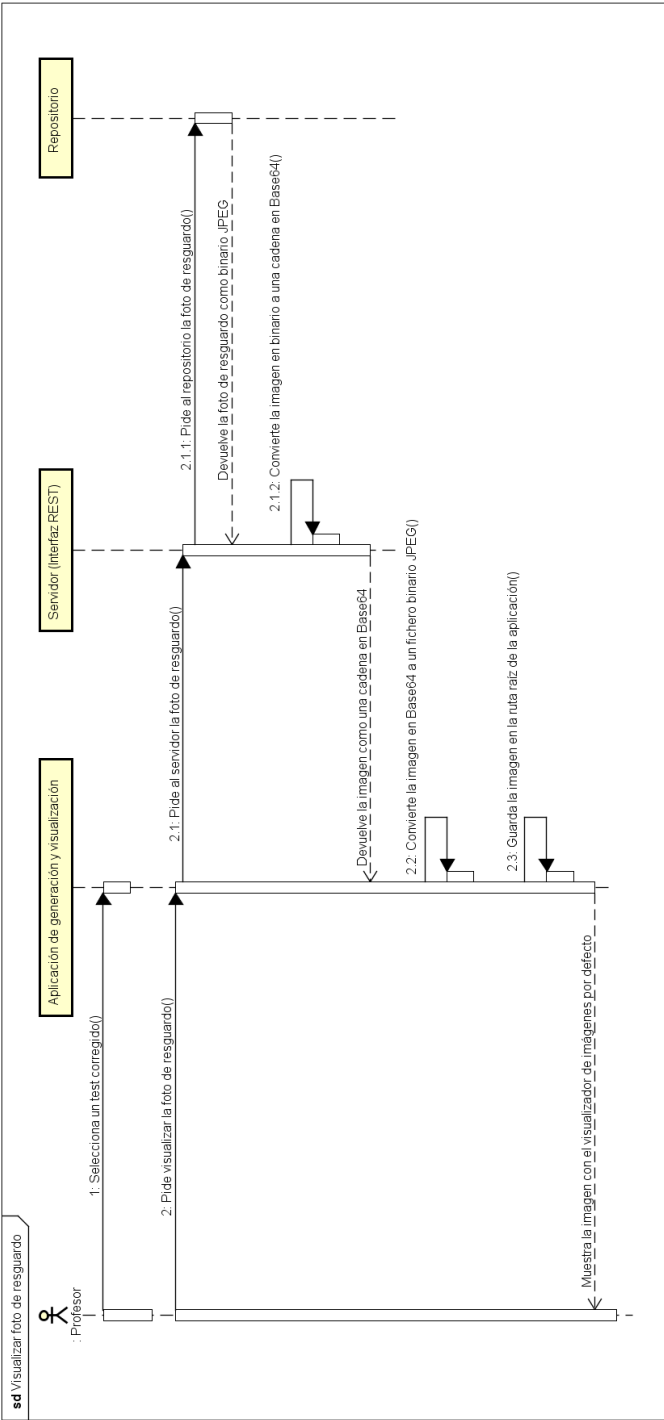 sd Visualizar foto de resguardo
: Profesor
Aplicación de generación y visualización
Servidor (Interfaz REST)
Repositorio
1: Selecciona un test corregido()
2: Pide visualizar la foto de resguardo()
2.1: Pide al servidor la foto de resguardo()
2.1.1: Pide al repositorio la foto de resguardo()
Devuelve la foto de resguardo como binario JPEG
2.1.2: Convierte la imagen en binario a una cadena en Base64()
Devuelve la imagen como una cadena en Base64
2.2: Convierte la imagen en Base64 a un fichero binario JPEG()
2.3: Guarda la imagen en la ruta raíz de la aplicación()
Muestra la imagen con el visualizador de imágenes por defecto